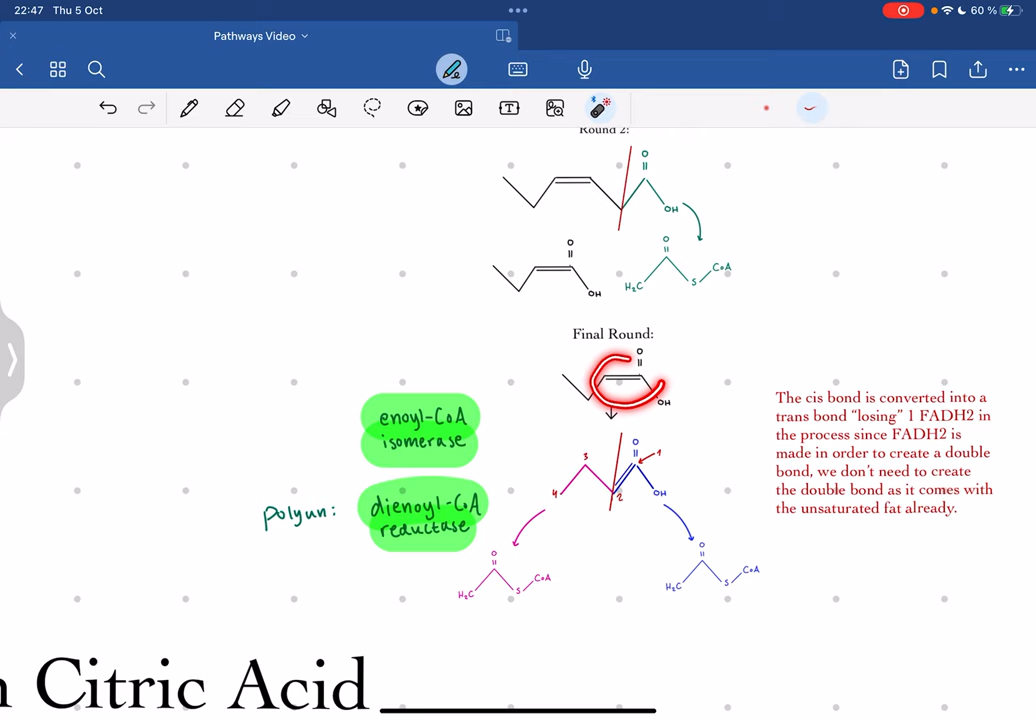 22:47 Thu 5 Oct
60 %
Pathways Video
T
Round 2:
O
OH
O
OH
O
H₂C
S
CoA
Final Round:
O
OH
enoyl-CoA
isomerase
polyun:
dienoyl-CoA
reductase
O
1
3
4
2
OH
O
H₂C
S
CoA
O
H₂C
S
CoA
The cis bond is converted into a
trans bond “losing” 1 FADH2 in
the process since FADH2 is
made in order to create a double
bond, we don’t need to create
the double bond as it comes with
the unsaturated fat already.
n Citric Acid